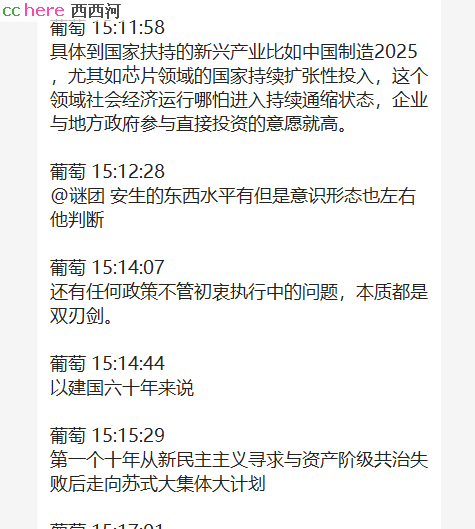 cchere 西西河
葡萄 15:11:58
具体到国家扶持的新兴产业比如中国制造2025
，尤其如芯片领域的国家持续扩张性投入，这个
领域社会经济运行哪怕进入持续通缩状态，企业
与地方政府参与直接投资的意愿就高。
葡萄 15:12:28
@谜团 安生的东西水平有但是意识形态也左右
他判断
葡萄 15:14:07
还有任何政策不管初衷执行中的问题，本质都是
双刃剑。
葡萄 15:14:44
以建国六十年来说
葡萄 15:15:29
第一个十年从新民主主义寻求与资产阶级共治失
败后走向苏式大集体大计划
葡萄 15:17:01